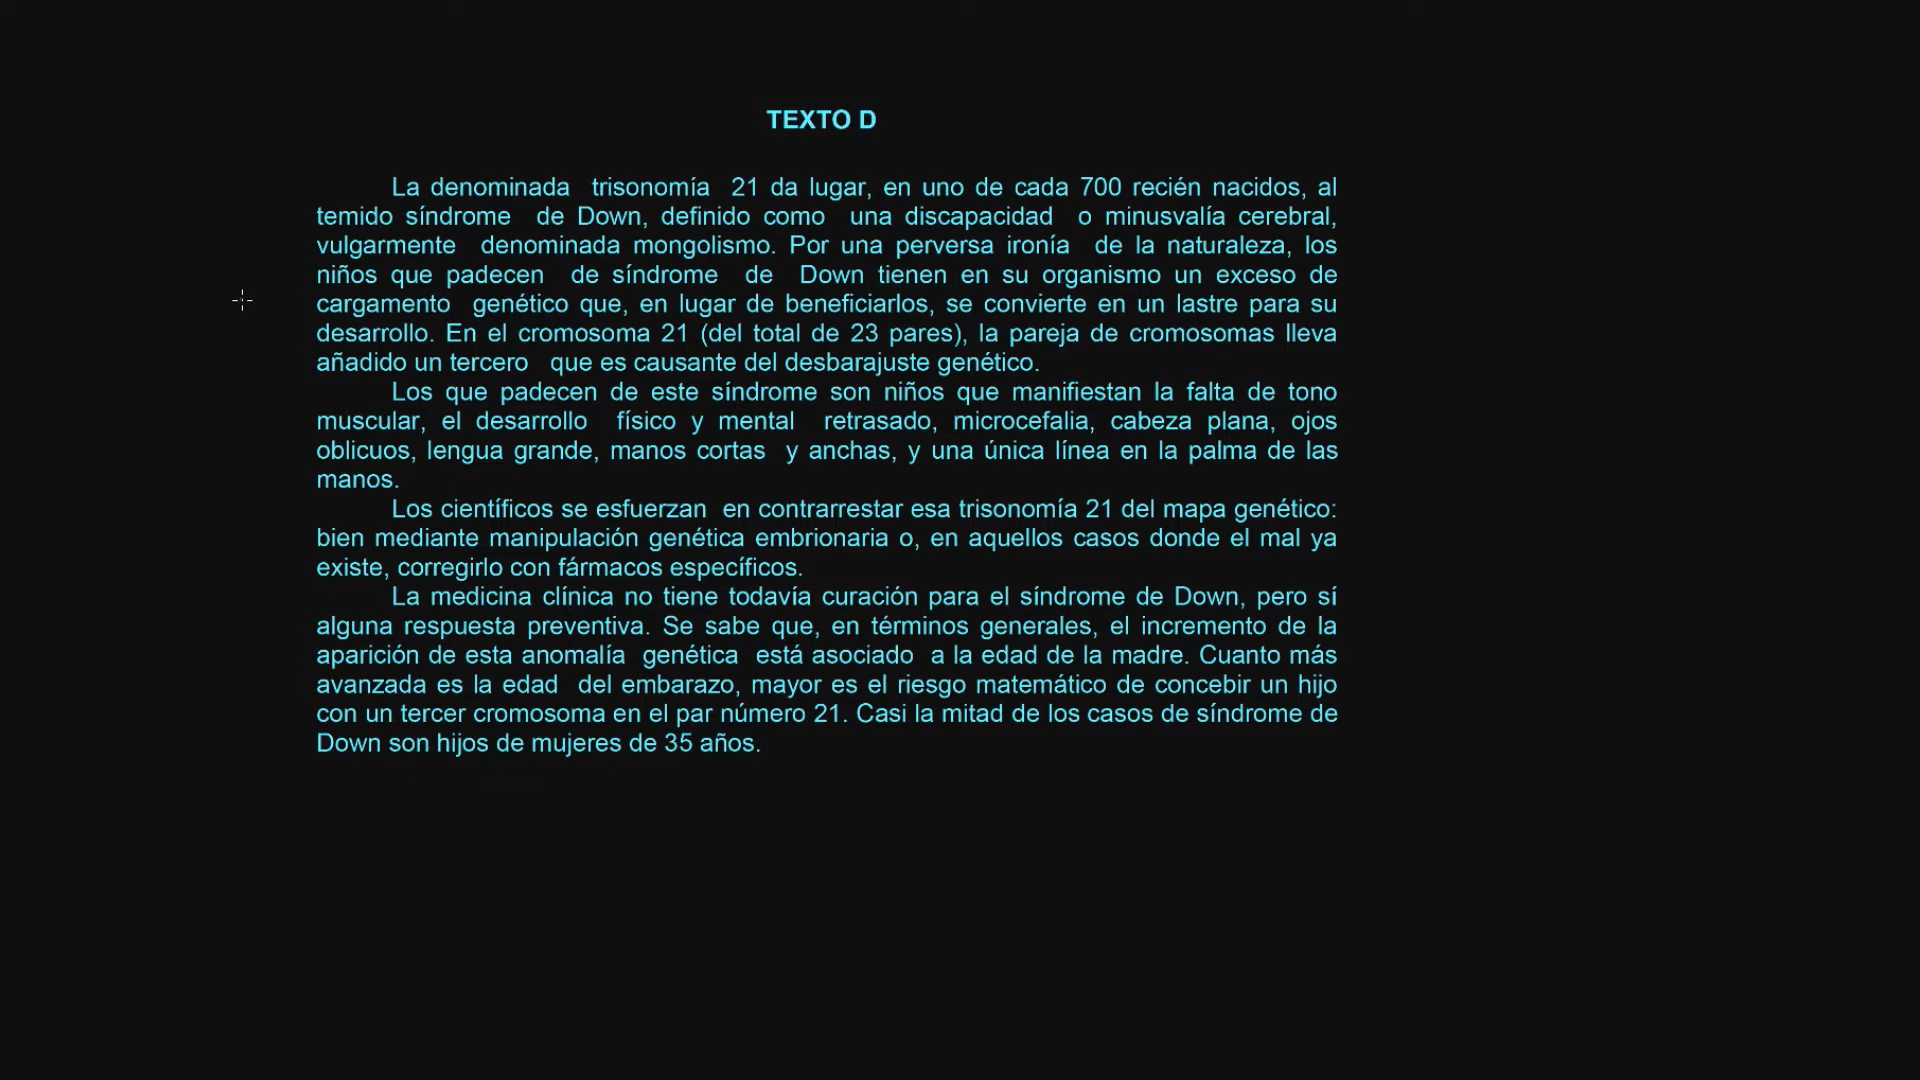 TEXTO D
La denominada trisonomía 21 da lugar, en uno de cada 700 recién nacidos, al
temido síndrome de Down, definido como una discapacidad o minusvalía cerebral,
vulgarmente denominada mongolismo. Por una perversa ironía de la naturaleza, los
niños que padecen de síndrome de Down tienen en su organismo un exceso de
cargamento genético que, en lugar de beneficiarlos, se convierte en un lastre para su
desarrollo. En el cromosoma 21 (del total de 23 pares), la pareja de cromosomas lleva
añadido un tercero que es causante del desbarajuste genético.
Los que padecen de este síndrome son niños que manifiestan la falta de tono
muscular, el desarrollo físico y mental retrasado, microcefalia, cabeza plana, ojos
oblicuos, lengua grande, manos cortas y anchas, y una única línea en la palma de las
manos.
Los científicos se esfuerzan en contrarrestar esa trisonomía 21 del mapa genético:
bien mediante manipulación genética embrionaria o, en aquellos casos donde el mal ya
existe, corregirlo con fármacos específicos.
La medicina clínica no tiene todavía curación para el síndrome de Down, pero sí
alguna respuesta preventiva. Se sabe que, en términos generales, el incremento de la
aparición de esta anomalía genética está asociado a la edad de la madre. Cuanto más
avanzada es la edad del embarazo, mayor es el riesgo matemático de concebir un hijo
con un tercer cromosoma en el par número 21. Casi la mitad de los casos de síndrome de
Down son hijos de mujeres de 35 años.